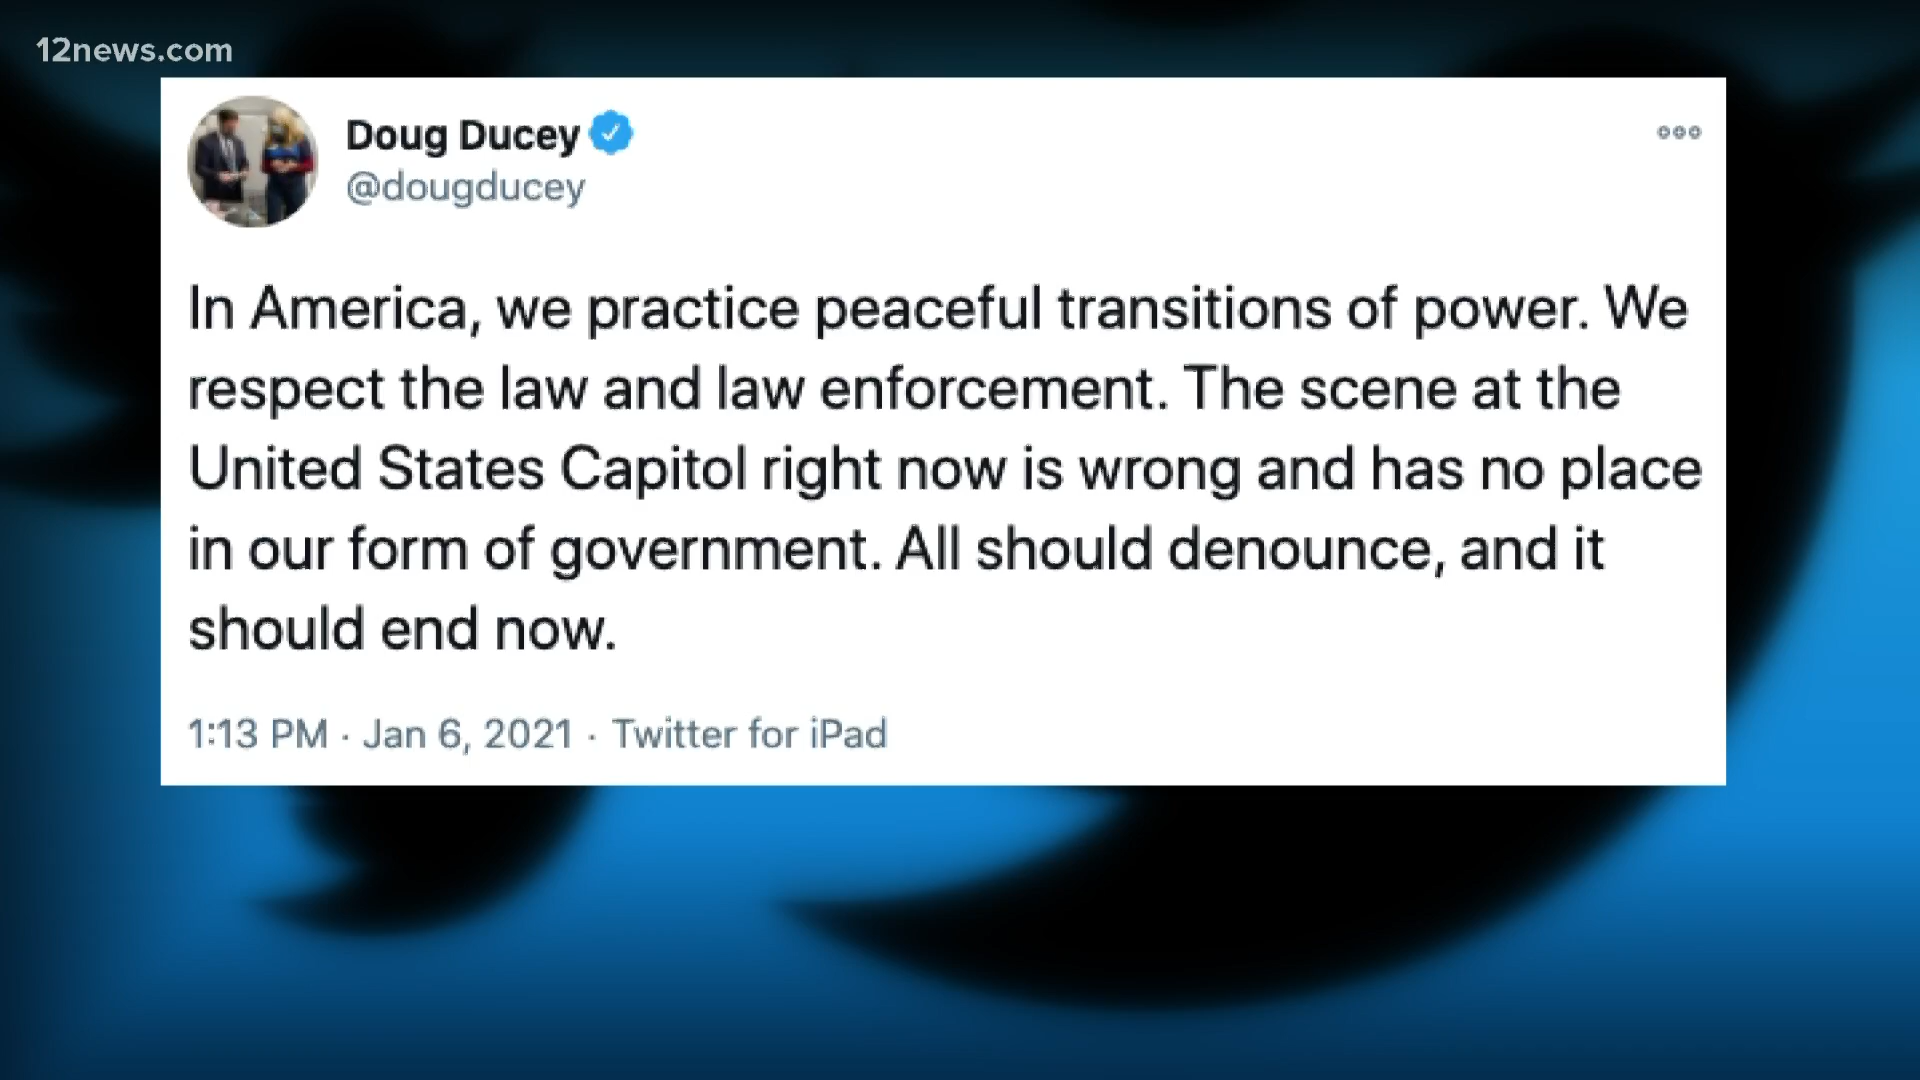 12news.com
Doug Ducey
@dougducey
In America, we practice peaceful transitions of power. We
respect the law and law enforcement. The scene at the
United States Capitol right now is wrong and has no place
in our form of government. All should denounce, and it
should end now.
1:13 PM · Jan 6, 2021 · Twitter for iPad